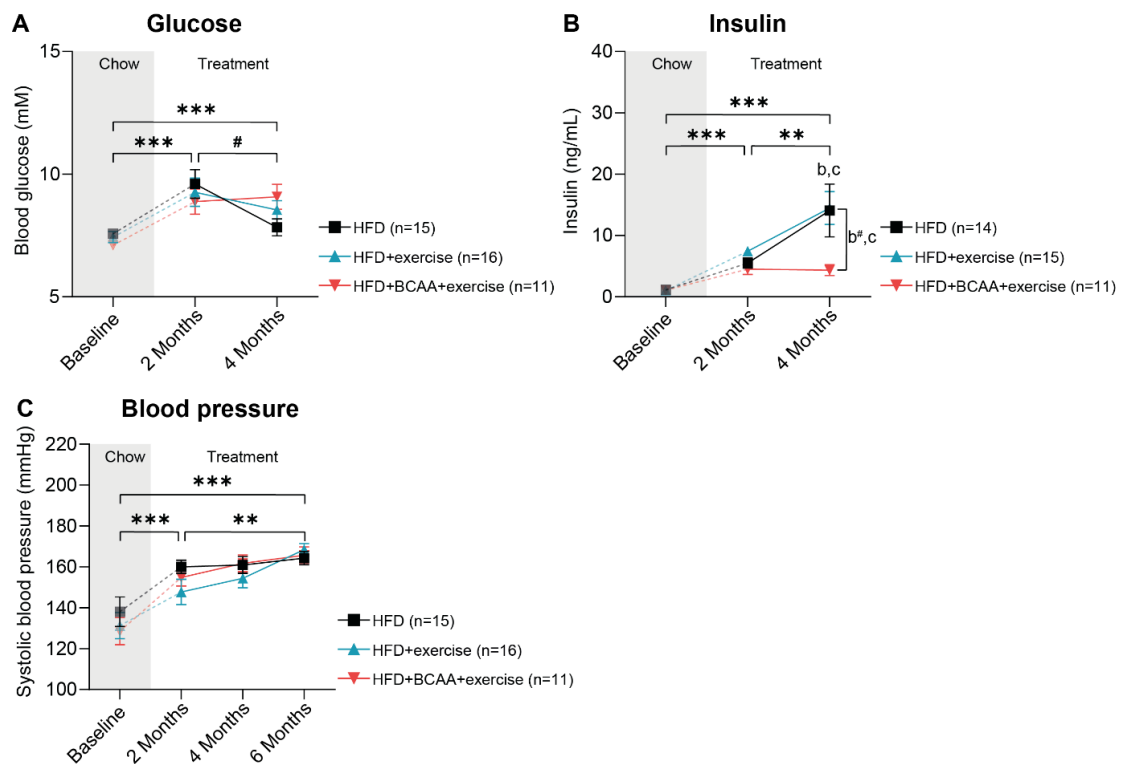 A Glucose
15
10
5
Blood glucose (mM)
Chow Treatment
***
*** #
Baseline
2 Months
4 Months
HFD (n=15)
HFD+exercise (n=16)
HFD+BCAA+exercise (n=11)
B Insulin
40
30
20
10
0
Insulin (ng/mL)
Chow Treatment
***
*** **
b,c
b#,c
Baseline
2 Months
4 Months
HFD (n=14)
HFD+exercise (n=15)
HFD+BCAA+exercise (n=11)
C Blood pressure
220
200
180
160
140
120
100
Systolic blood pressure (mmHg)
Chow Treatment
***
*** **
Baseline
2 Months
4 Months
6 Months
HFD (n=15)
HFD+exercise (n=16)
HFD+BCAA+exercise (n=11)